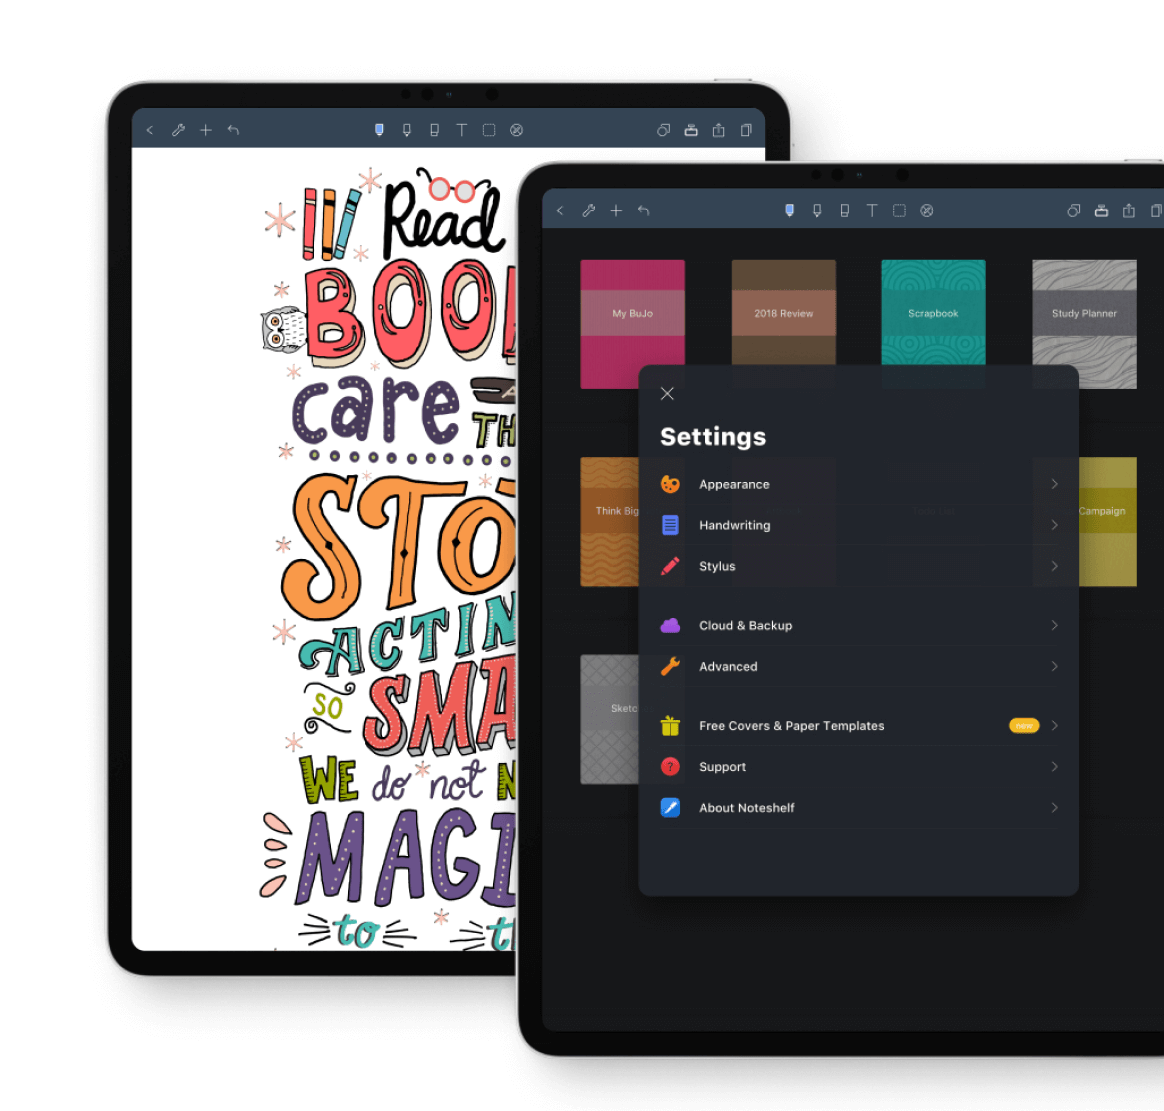 Read
BOO
care A
TH
STO
ACTIN
SO SMA
WE do not N
MAGI
to t
My BuJo
2018 Review
Scrapbook
Study Planner
Think Big
Campaign
Sketc
Settings
Appearance
Handwriting
Stylus
Cloud & Backup
Advanced
Free Covers & Paper Templates new
Support
About Noteshelf